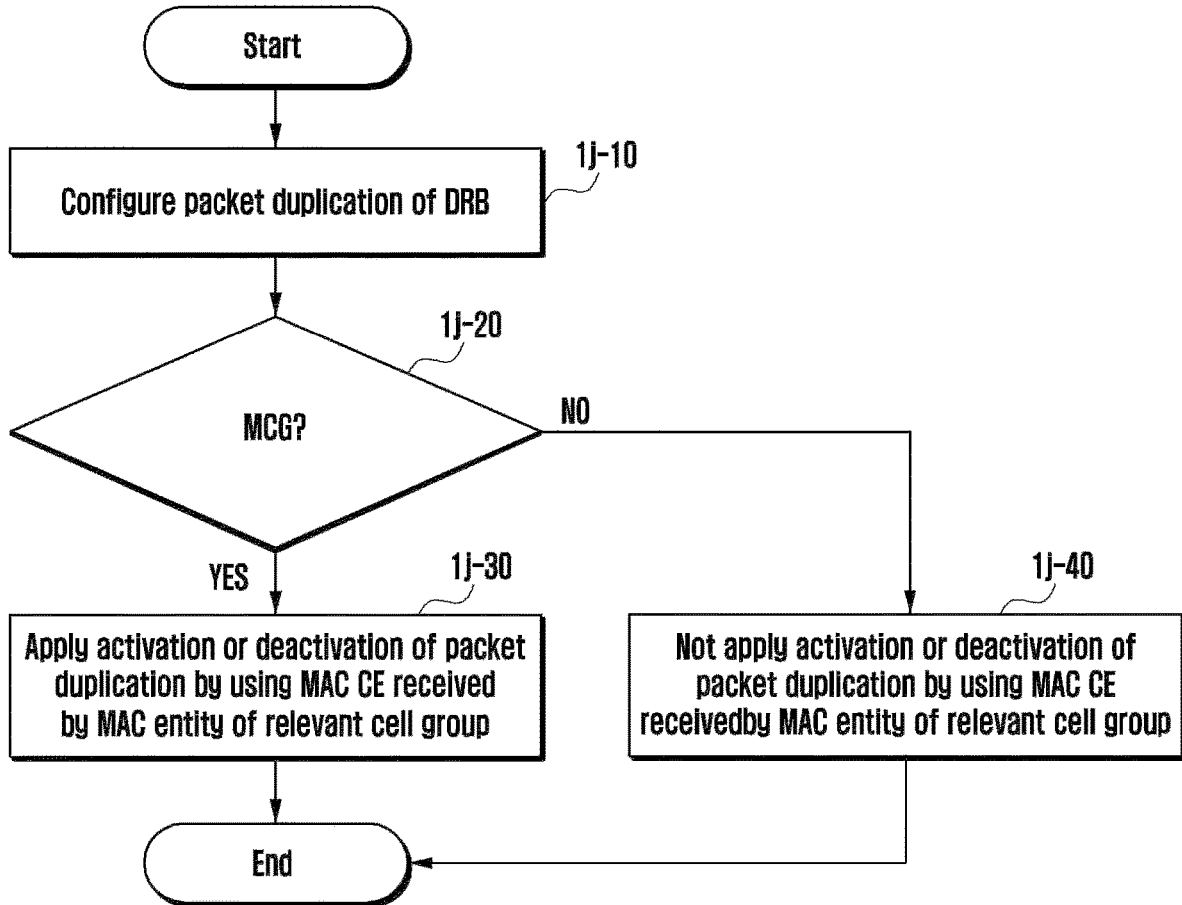 Start
1j-10
Configure packet duplication of DRB
1j-20
MCG?
NO
YES
1j-30
Apply activation or deactivation of packet
duplication by using MAC CE received
by MAC entity of relevant cell group
1j-40
Not apply activation or deactivation of
packet duplication by using MAC CE
receivedby MAC entity of relevant cell group
End